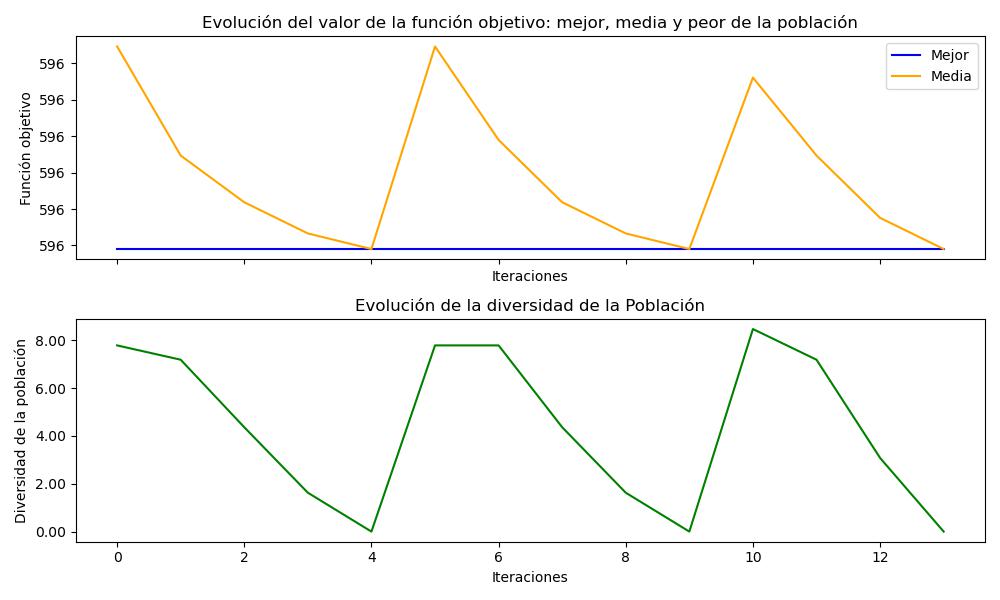 Evolución del valor de la función objetivo: mejor, media y peor de la población
Función objetivo
596
596
596
596
596
596
Mejor
Media
Iteraciones
Evolución de la diversidad de la Población
Diversidad de la población
8.00
6.00
4.00
2.00
0.00
0 2 4 6 8 10 12
Iteraciones